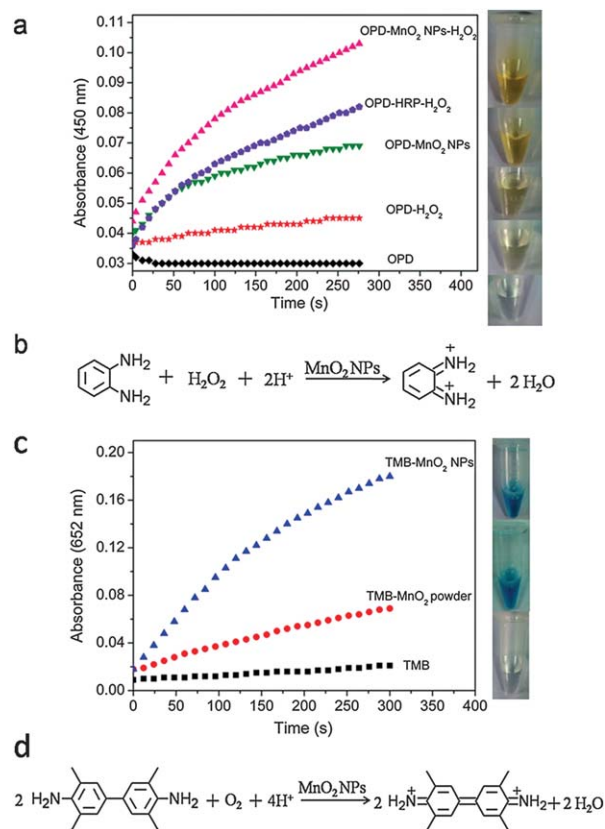 a
0.11
0.10
0.09
0.08
0.07
0.06
0.05
0.04
0.03
Absorbance (450 nm)
OPD-MnO₂ NPs-H₂O₂
OPD-HRP-H₂O₂
OPD-MnO₂ NPs
OPD-H₂O₂
OPD
0 50 100 150 200 250 300 350 400
Time (s)
b
NH₂
NH₂
+ H₂O₂ + 2H⁺
MnO₂ NPs
+
NH₂
+
NH₂
+ 2 H₂O
c
0.20
0.16
0.12
0.08
0.04
0.00
Absorbance (652 nm)
TMB-MnO₂ NPs
TMB-MnO₂ powder
TMB
0 50 100 150 200 250 300 350 400
Time (s)
d
2 H₂N NH₂ + O₂ + 4H⁺
MnO₂ NPs
2 H₂N⁺ NH₂⁺ + 2 H₂O